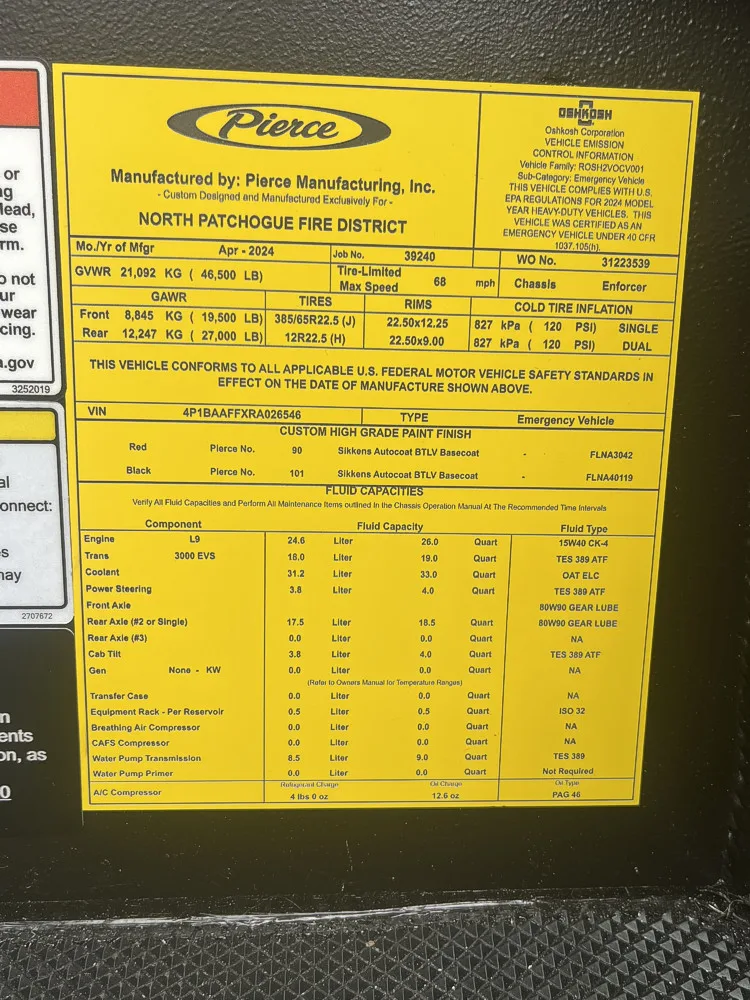 Pierce
Manufactured by: Pierce Manufacturing, Inc.
- Custom Designed and Manufactured Exclusively For -
NORTH PATCHOGUE FIRE DISTRICT
OSHKOSH
Oshkosh Corporation
VEHICLE EMISSION
CONTROL INFORMATION
Vehicle Family: ROSH2VOCV001
Sub-Category: Emergency Vehicle
THIS VEHICLE COMPLIES WITH U.S.
EPA REGULATIONS FOR 2024 MODEL
YEAR HEAVY-DUTY VEHICLES. THIS
VEHICLE WAS CERTIFIED AS AN
EMERGENCY VEHICLE UNDER 40 CFR
1037.105(h).
Mo./Yr of Mfgr Apr - 2024 Job No. 39240 WO No. 31223539
GVWR 21,092 KG ( 46,500 LB) Tire-Limited Max Speed 68 mph Chassis Enforcer
GAWR TIRES RIMS COLD TIRE INFLATION
Front 8,845 KG ( 19,500 LB) 385/65R22.5 (J) 22.50x12.25 827 kPa ( 120 PSI) SINGLE
Rear 12,247 KG ( 27,000 LB) 12R22.5 (H) 22.50x9.00 827 kPa ( 120 PSI) DUAL
THIS VEHICLE CONFORMS TO ALL APPLICABLE U.S. FEDERAL MOTOR VEHICLE SAFETY STANDARDS IN
EFFECT ON THE DATE OF MANUFACTURE SHOWN ABOVE.
VIN 4P1BAAFFXRA026546 TYPE Emergency Vehicle
CUSTOM HIGH GRADE PAINT FINISH
Red Pierce No. 90 Sikkens Autocoat BTLV Basecoat - FLNA3042
Black Pierce No. 101 Sikkens Autocoat BTLV Basecoat - FLNA40119
FLUID CAPACITIES
Verify All Fluid Capacities and Perform All Maintenance Items outlined in the Chassis Operation Manual At The Recommended Time Intervals
Component Fluid Capacity Fluid Type
Engine L9 24.6 Liter 26.0 Quart 15W40 CK-4
Trans 3000 EVS 18.0 Liter 19.0 Quart TES 389 ATF
Coolant 31.2 Liter 33.0 Quart OAT ELC
Power Steering 3.8 Liter 4.0 Quart TES 389 ATF
Front Axle 80W90 GEAR LUBE
Rear Axle (#2 or Single) 17.5 Liter 18.5 Quart 80W90 GEAR LUBE
Rear Axle (#3) 0.0 Liter 0.0 Quart NA
Cab Tilt 3.8 Liter 4.0 Quart TES 389 ATF
Gen None - KW 0.0 Liter 0.0 Quart NA
(Refer to Owners Manual for Temperature Ranges)
Transfer Case 0.0 Liter 0.0 Quart NA
Equipment Rack - Per Reservoir 0.5 Liter 0.5 Quart ISO 32
Breathing Air Compressor 0.0 Liter 0.0 Quart NA
CAFS Compressor 0.0 Liter 0.0 Quart NA
Water Pump Transmission 8.5 Liter 9.0 Quart TES 389
Water Pump Primer 0.0 Liter 0.0 Quart Not Required
Refrigerant Charge Oil Charge Oil Type
A/C Compressor 4 lbs 0 oz 12.6 oz PAG 46
or
se
rm.
o not
ur
wear
cing.
.gov
3252019
al
onnect:
es
nay
2707672
n
ents
on, as
0